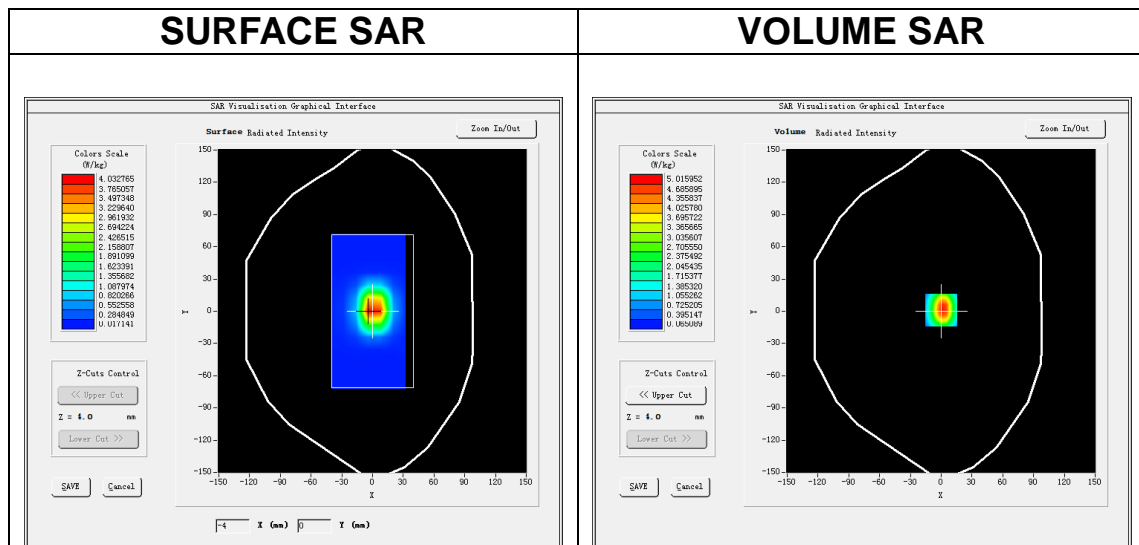 SURFACE SAR
VOLUME SAR
SAR Visualisation Graphical Interface
Surface Radiated Intensity
Zoom In/Out
Colors Scale
(W/kg)
4.032765
3.765057
3.497348
3.229640
2.961932
2.694224
2.426515
2.158807
1.891099
1.623391
1.355682
1.087974
0.820266
0.552558
0.284849
0.017141
150
120
90
60
30
0
-30
-60
-90
-120
-150
Y
-150 -120 -90 -60 -30 0 30 60 90 120 150
X
Z-Cuts Control
<< Upper Cut
Z = 4.0 mm
Lower Cut >>
SAVE Cancel
-4 X (mm) 0 Y (mm)
SAR Visualisation Graphical Interface
Volume Radiated Intensity
Zoom In/Out
Colors Scale
(W/kg)
5.015952
4.685895
4.355837
4.025780
3.695722
3.365665
3.035607
2.705550
2.375492
2.045435
1.715377
1.385320
1.055262
0.725205
0.395147
0.065089
150
120
90
60
30
0
-30
-60
-90
-120
-150
Y
-150 -120 -90 -60 -30 0 30 60 90 120 150
X
Z-Cuts Control
<< Upper Cut
Z = 4.0 mm
Lower Cut >>
SAVE Cancel